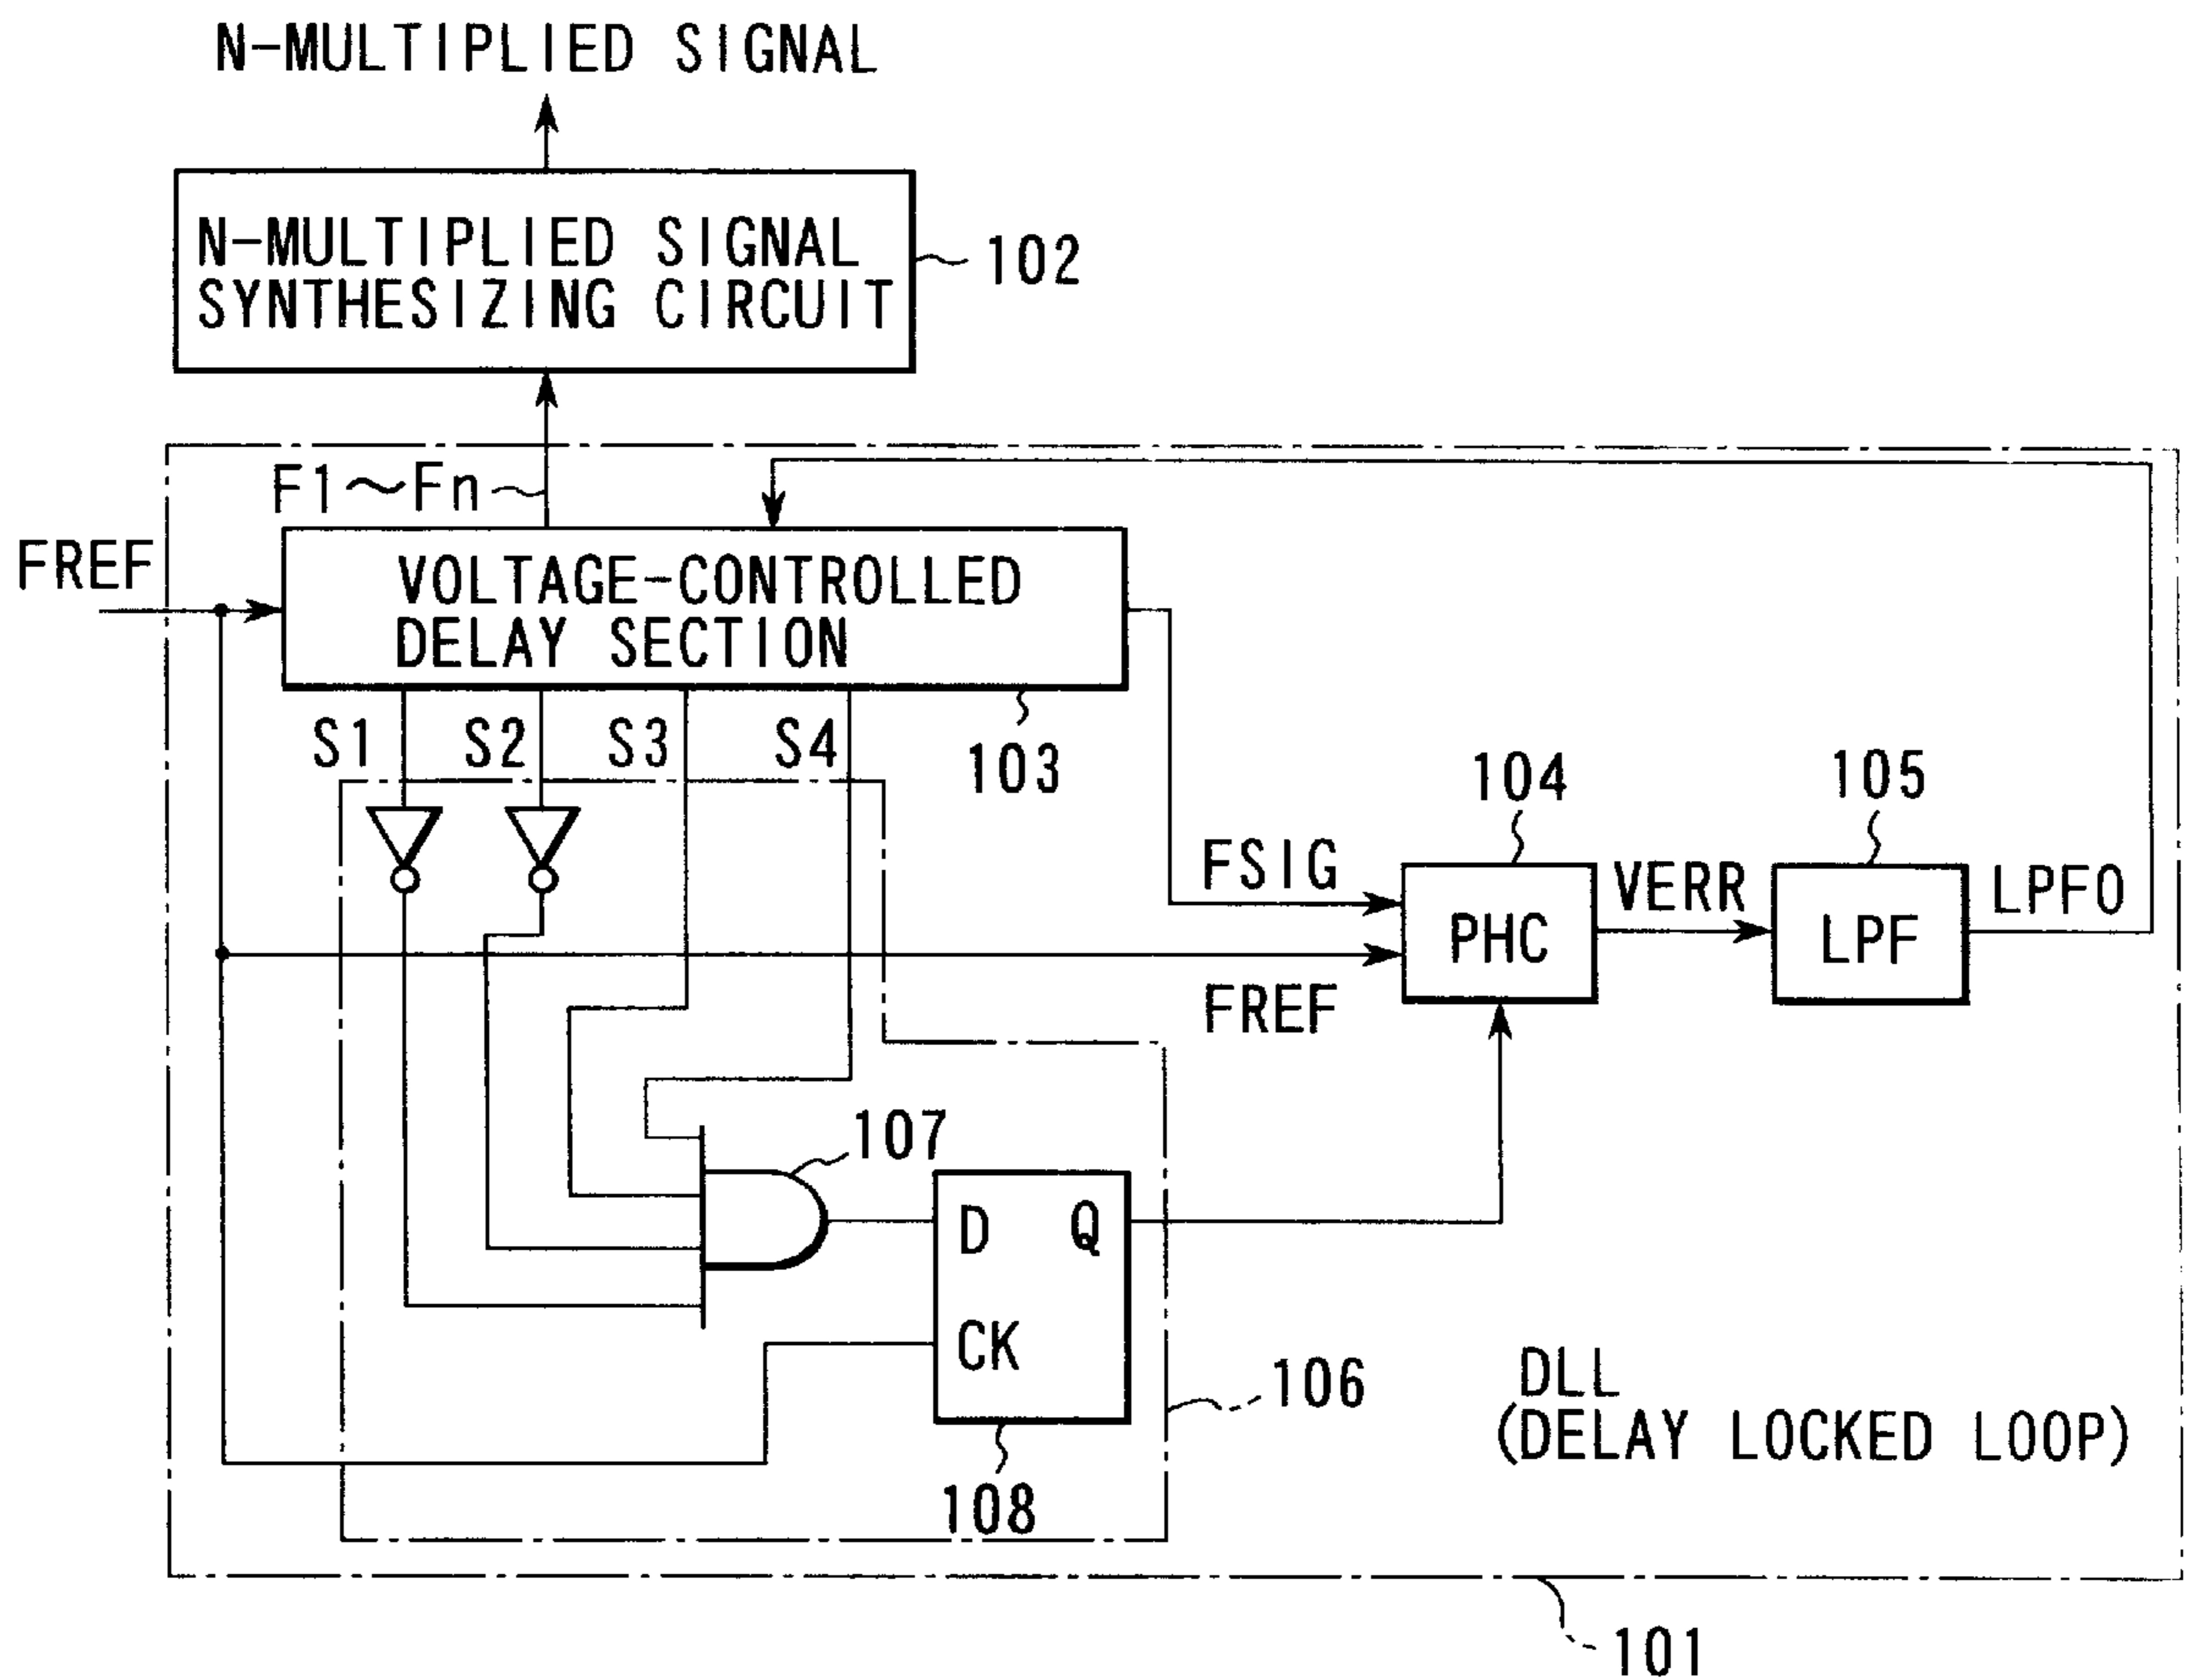 N-MULTIPLIED SIGNAL
N-MULTIPLIED SIGNAL
SYNTHESIZING CIRCUIT
102
F1~Fn
FREF
VOLTAGE-CONTROLLED
DELAY SECTION
S1
S2
S3
S4
103
104
105
FSIG
PHC
VERR
LPF
LPFO
FREF
107
D
Q
CK
106
108
DLL
(DELAY LOCKED LOOP)
101